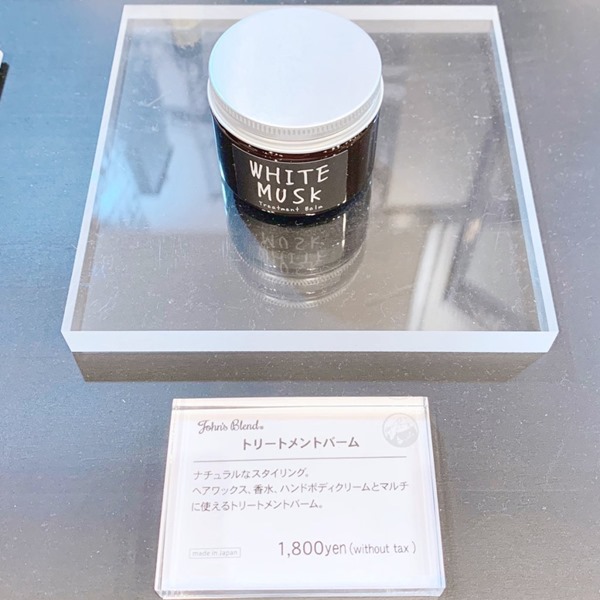 WHITE
MUSK
Treatment Balm
John's Blend®
トリートメントバーム
ナチュラルなスタイリング。
ヘアワックス、香水、ハンドボディクリームとマルチ
に使えるトリートメントバーム。
made in Japan
1,800yen (without tax)